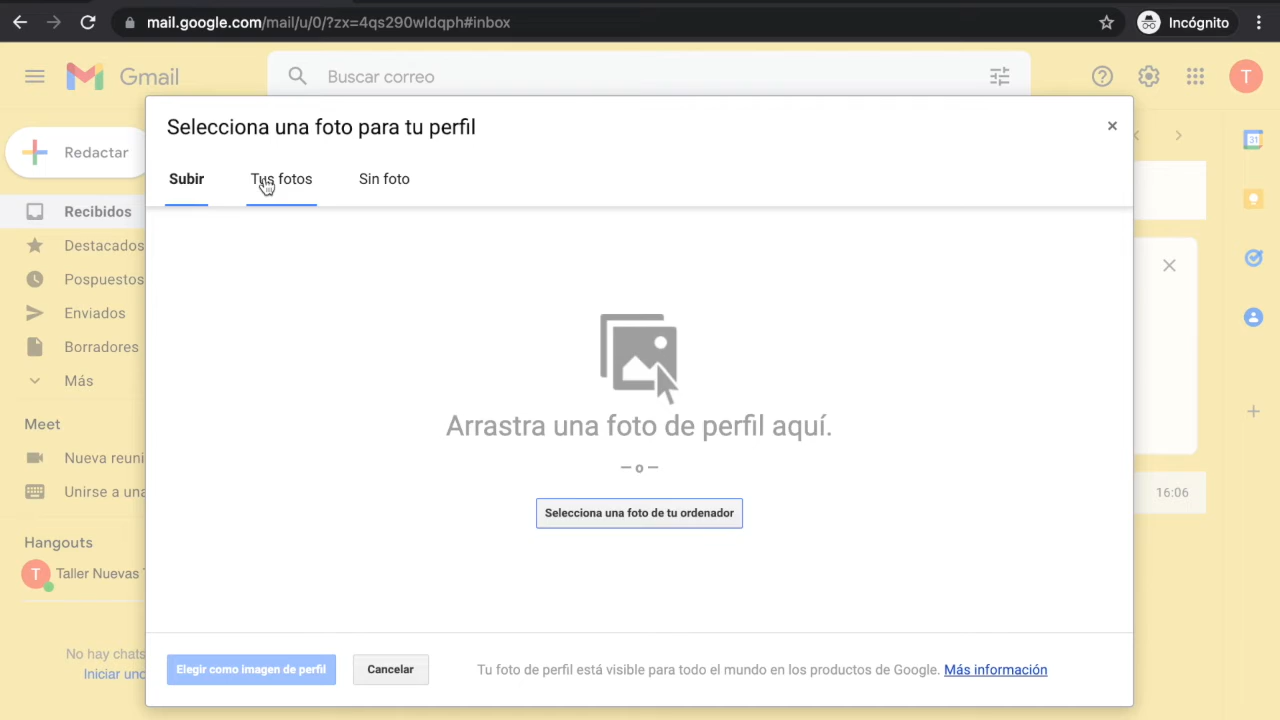 mail.google.com/mail/u/0/?zx=4qs290wldqph#inbox
Incógnito
Gmail
Buscar correo
T
Selecciona una foto para tu perfil
Redactar
Subir
Tus fotos
Sin foto
Recibidos
Destacados
Pospuestos
Enviados
Borradores
Más
Meet
Nueva reuni
Unirse a una
Hangouts
T
Taller Nuevas
No hay chats
Iniciar uno
31
Arrastra una foto de perfil aquí.
– o –
Selecciona una foto de tu ordenador
16:06
Elegir como imagen de perfil
Cancelar
Tu foto de perfil está visible para todo el mundo en los productos de Google. Más información